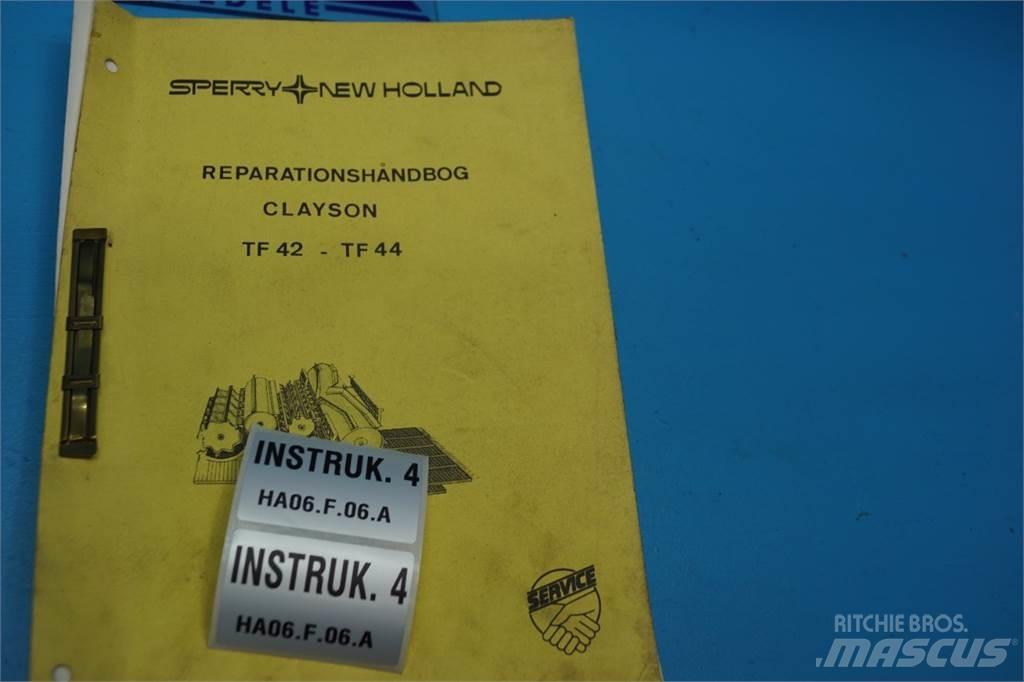 DELE
SPERRY NEW HOLLAND
REPARATIONSHÅNDBOG
CLAYSON
TF 42 - TF 44
INSTRUK. 4
HA06.F.06.A
INSTRUK. 4
HA06.F.06.A
SERVICE
RITCHIE BROS.
MASCUS